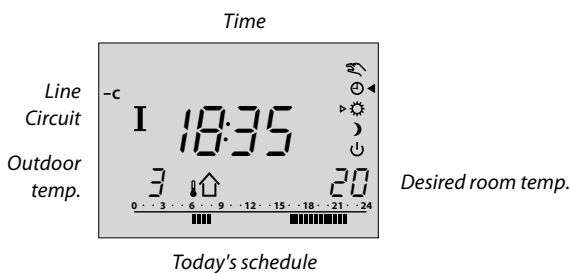 Time
Line
Circuit
Outdoor
temp.
-C
I
18:35
3
20
0 · · 3 · · 6 · · 9 · · 12 · · 15 · · 18 · · 21 · · 24
Desired room temp.
Today's schedule